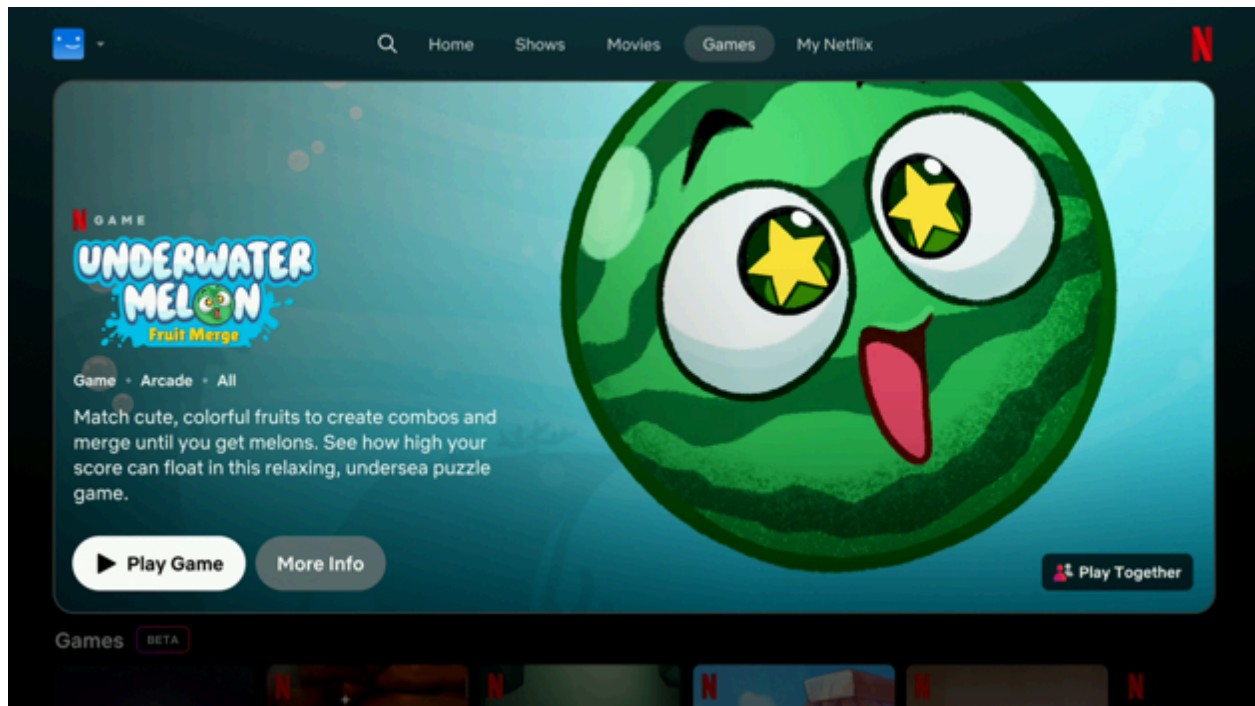 Home Shows Movies Games My Netflix
N
N GAME
UNDERWATER
MELON
Fruit Merge
Game • Arcade • All
Match cute, colorful fruits to create combos and
merge until you get melons. See how high your
score can float in this relaxing, undersea puzzle
game.
Play Game More Info
Play Together
Games BETA
N N N N N